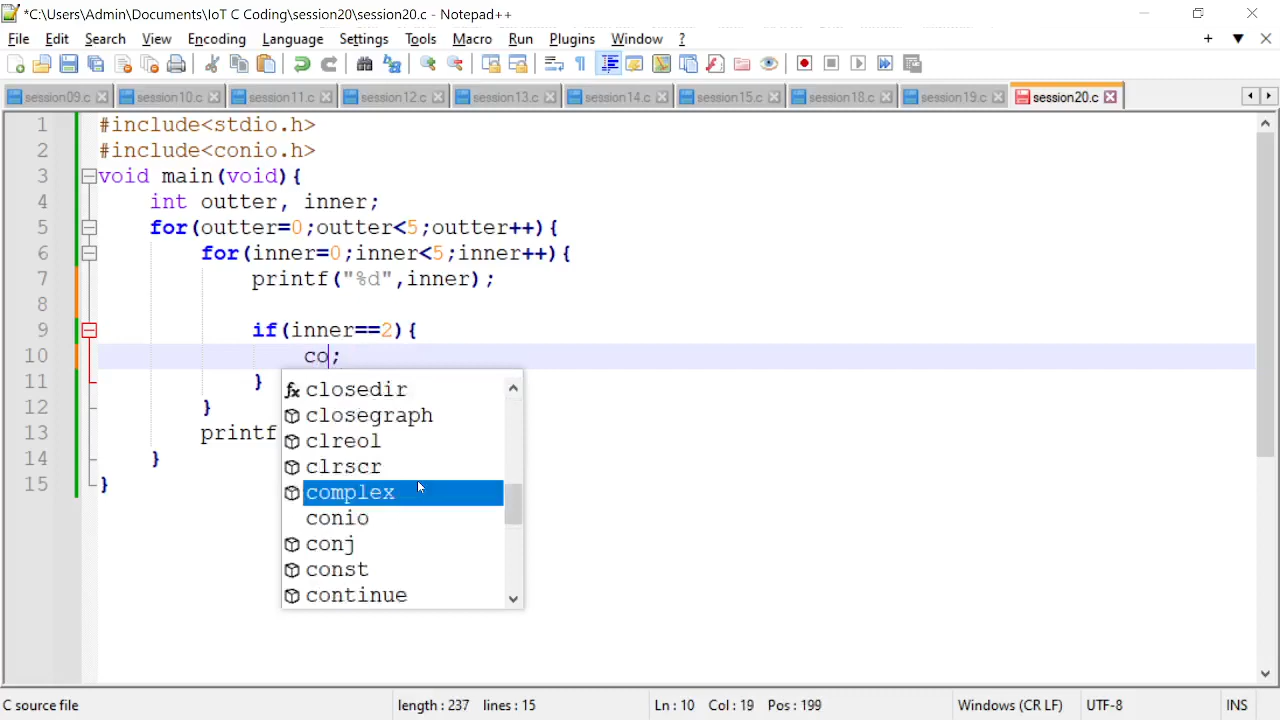 *C:\Users\Admin\Documents\IoT C Coding\session20\session20.c - Notepad++
File Edit Search View Encoding Language Settings Tools Macro Run Plugins Window ?
session09.c session10.c session11.c session12.c session13.c session14.c session15.c session18.c session19.c session20.c
1 #include<stdio.h>
2 #include<conio.h>
3 void main(void){
4 int outter, inner;
5 for(outter=0;outter<5;outter++){
6 for(inner=0;inner<5;inner++){
7 printf("%d",inner);
8
9 if(inner==2){
10 co;
11 }
12 }
13 printf
14 }
15 }
closedir
closegraph
clreol
clrscr
complex
conio
conj
const
continue
C source file length : 237 lines : 15 Ln : 10 Col : 19 Pos : 199 Windows (CR LF) UTF-8 INS